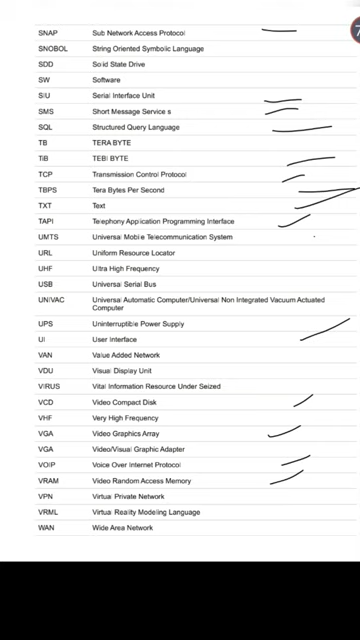 SNAP Sub Network Access Protocol
SNOBOL String Oriented Symbolic Language
SDD Solid State Drive
SW Software
SIU Serial Interface Unit
SMS Short Message Service s
SQL Structured Query Language
TB TERA BYTE
TiB TEBI BYTE
TCP Transmission Control Protocol
TBPS Tera Bytes Per Second
TXT Text
TAPI Telephony Application Programming Interface
UMTS Universal Mobile Telecommunication System
URL Uniform Resource Locator
UHF Ultra High Frequency
USB Universal Serial Bus
UNIVAC Universal Automatic Computer/Universal Non Integrated Vacuum Actuated
Computer
UPS Uninterruptible Power Supply
UI User Interface
VAN Value Added Network
VDU Visual Display Unit
VIRUS Vital Information Resource Under Seized
VCD Video Compact Disk
VHF Very High Frequency
VGA Video Graphics Array
VGA Video/Visual Graphic Adapter
VOIP Voice Over Internet Protocol
VRAM Video Random Access Memory
VPN Virtual Private Network
VRML Virtual Reality Modeling Language
WAN Wide Area Network